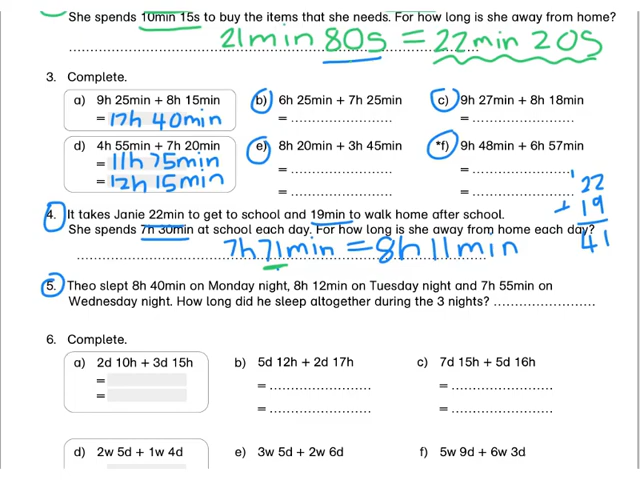 She spends 10min 15s to buy the items that she needs. For how long is she away from home?
21min 80s = 22min 20s
3. Complete.
a) 9h 25min + 8h 15min
= 17h 40min
b) 6h 25min + 7h 25min
= ........................
c) 9h 27min + 8h 18min
= ........................
d) 4h 55min + 7h 20min
= 11h 75min
= 12h 15min
e) 8h 20min + 3h 45min
= ........................
= ........................
*f) 9h 48min + 6h 57min
= ........................
= ........................
1
22
+ 19
41
4. It takes Janie 22min to get to school and 19min to walk home after school.
She spends 7h 30min at school each day. For how long is she away from home each day?
7h 71min = 8h 11min
5. Theo slept 8h 40min on Monday night, 8h 12min on Tuesday night and 7h 55min on
Wednesday night. How long did he sleep altogether during the 3 nights? ........................
6. Complete.
a) 2d 10h + 3d 15h
=
=
b) 5d 12h + 2d 17h
= ........................
= ........................
c) 7d 15h + 5d 16h
= ........................
= ........................
d) 2w 5d + 1w 4d
e) 3w 5d + 2w 6d
f) 5w 9d + 6w 3d